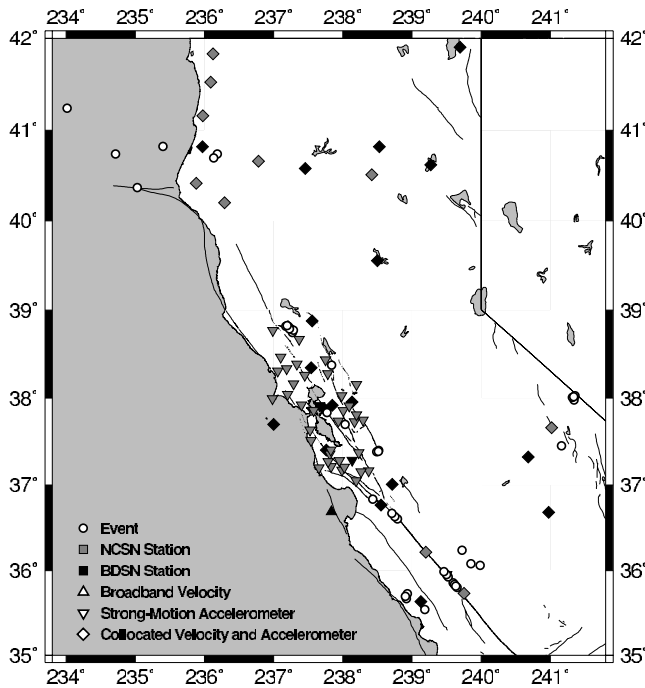 234° 235° 236° 237° 238° 239° 240° 241°
42° 42°
41° 41°
40° 40°
39° 39°
38° 38°
37° 37°
Event
NCSN Station
36° 36°
BDSN Station
Broadband Velocity
Strong-Motion Accelerometer
Collocated Velocity and Accelerometer
35° 35°
234° 235° 236° 237° 238° 239° 240° 241°